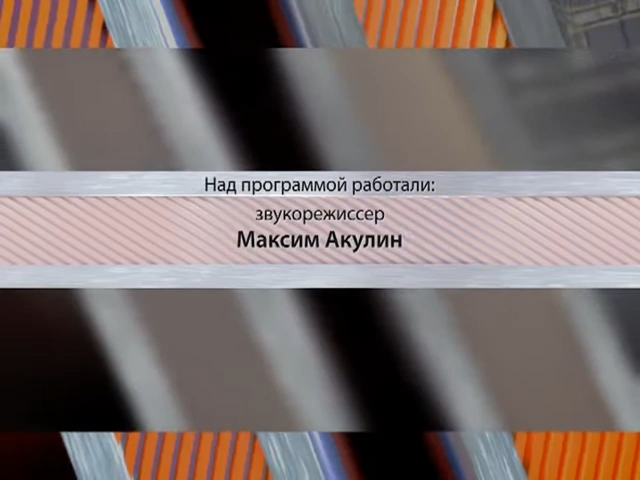 Над программой работали:
звукорежиссер
Максим Акулин